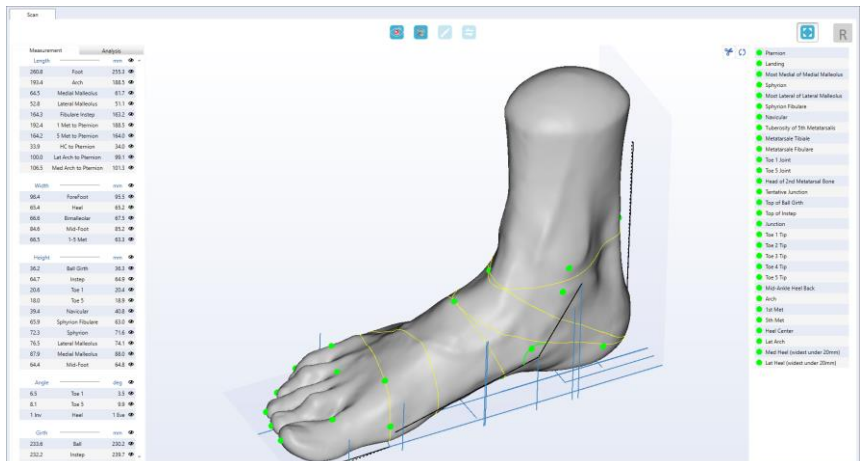 Scan
R
Measurement Analysis
Length mm
260.8 Foot 255.3
193.4 Arch 188.5
64.5 Medial Malleolus 61.7
52.8 Lateral Malleolus 51.1
164.3 Fibulare Instep 163.2
192.4 1 Met to Pternion 188.5
164.2 5 Met to Pternion 164.0
33.9 HC to Pternion 34.0
100.0 Lat Arch to Pternion 99.1
106.5 Med Arch to Pternion 101.3
Width mm
96.4 ForeFoot 95.5
65.4 Heel 65.2
66.6 Bimalleolar 67.5
84.6 Mid-Foot 85.2
66.5 1-5 Met 63.3
Height mm
36.2 Ball Girth 36.3
64.7 Instep 64.9
20.6 Toe 1 20.4
18.0 Toe 5 18.9
39.4 Navicular 40.8
65.9 Sphyrion Fibulare 63.0
72.3 Sphyrion 71.6
76.5 Lateral Malleolus 74.1
87.9 Medial Malleolus 88.0
64.4 Mid-Foot 64.8
Angle deg
6.5 Toe 1 3.5
8.1 Toe 5 9.9
1 Inv Heel 1 Eve
Girth mm
233.6 Ball 230.2
232.2 Instep 239.7
Pternion
Landing
Most Medial of Medial Malleolus
Sphyrion
Most Lateral of Lateral Malleolus
Sphyrion Fibulare
Navicular
Tuberosity of 5th Metatarsalis
Metatarsale Tibiale
Metatarsale Fibulare
Toe 1 Joint
Toe 5 Joint
Head of 2nd Metatarsal Bone
Tentative Junction
Top of Ball Girth
Top of Instep
Junction
Toe 1 Tip
Toe 2 Tip
Toe 3 Tip
Toe 4 Tip
Toe 5 Tip
Mid-Ankle Heel Back
Arch
1st Met
5th Met
Heel Center
Lat Arch
Med Heel (widest under 20mm)
Lat Heel (widest under 20mm)